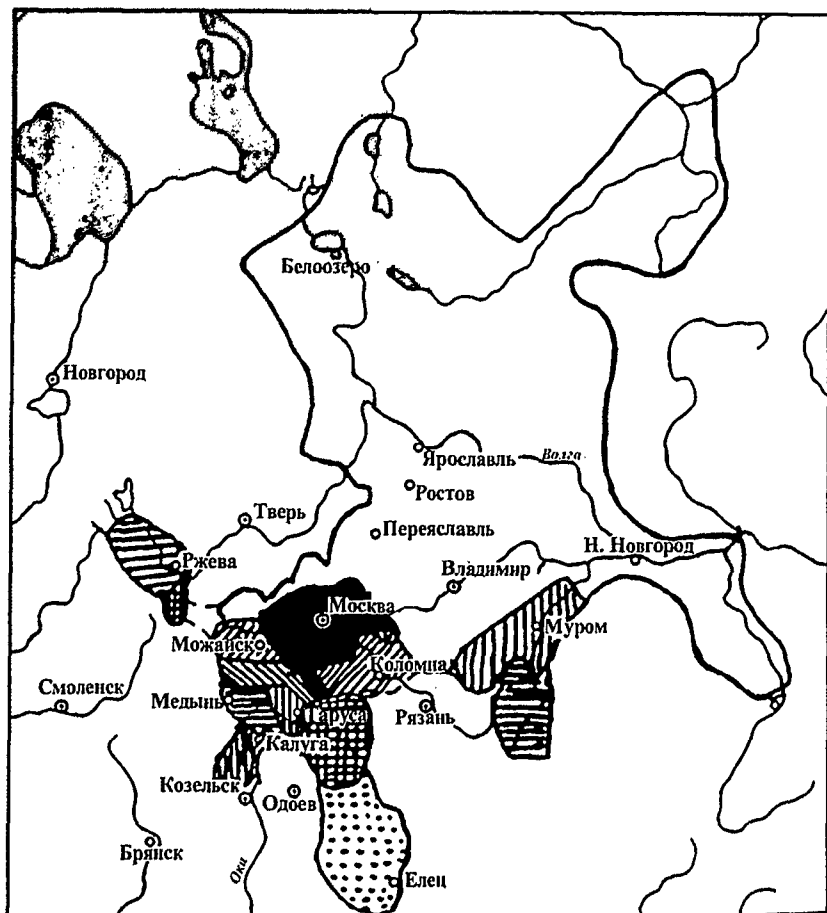 Белоозеро
Новгород
Ярославль
Волга
Ростов
Тверь
Переяславль
Н. Новгород
Ржева
Владимир
Москва
Муром
Можайск
Коломна
Смоленск
Медынь
Таруса
Рязань
Калуга
Козельск
Одоев
Брянск
Ока
Елец